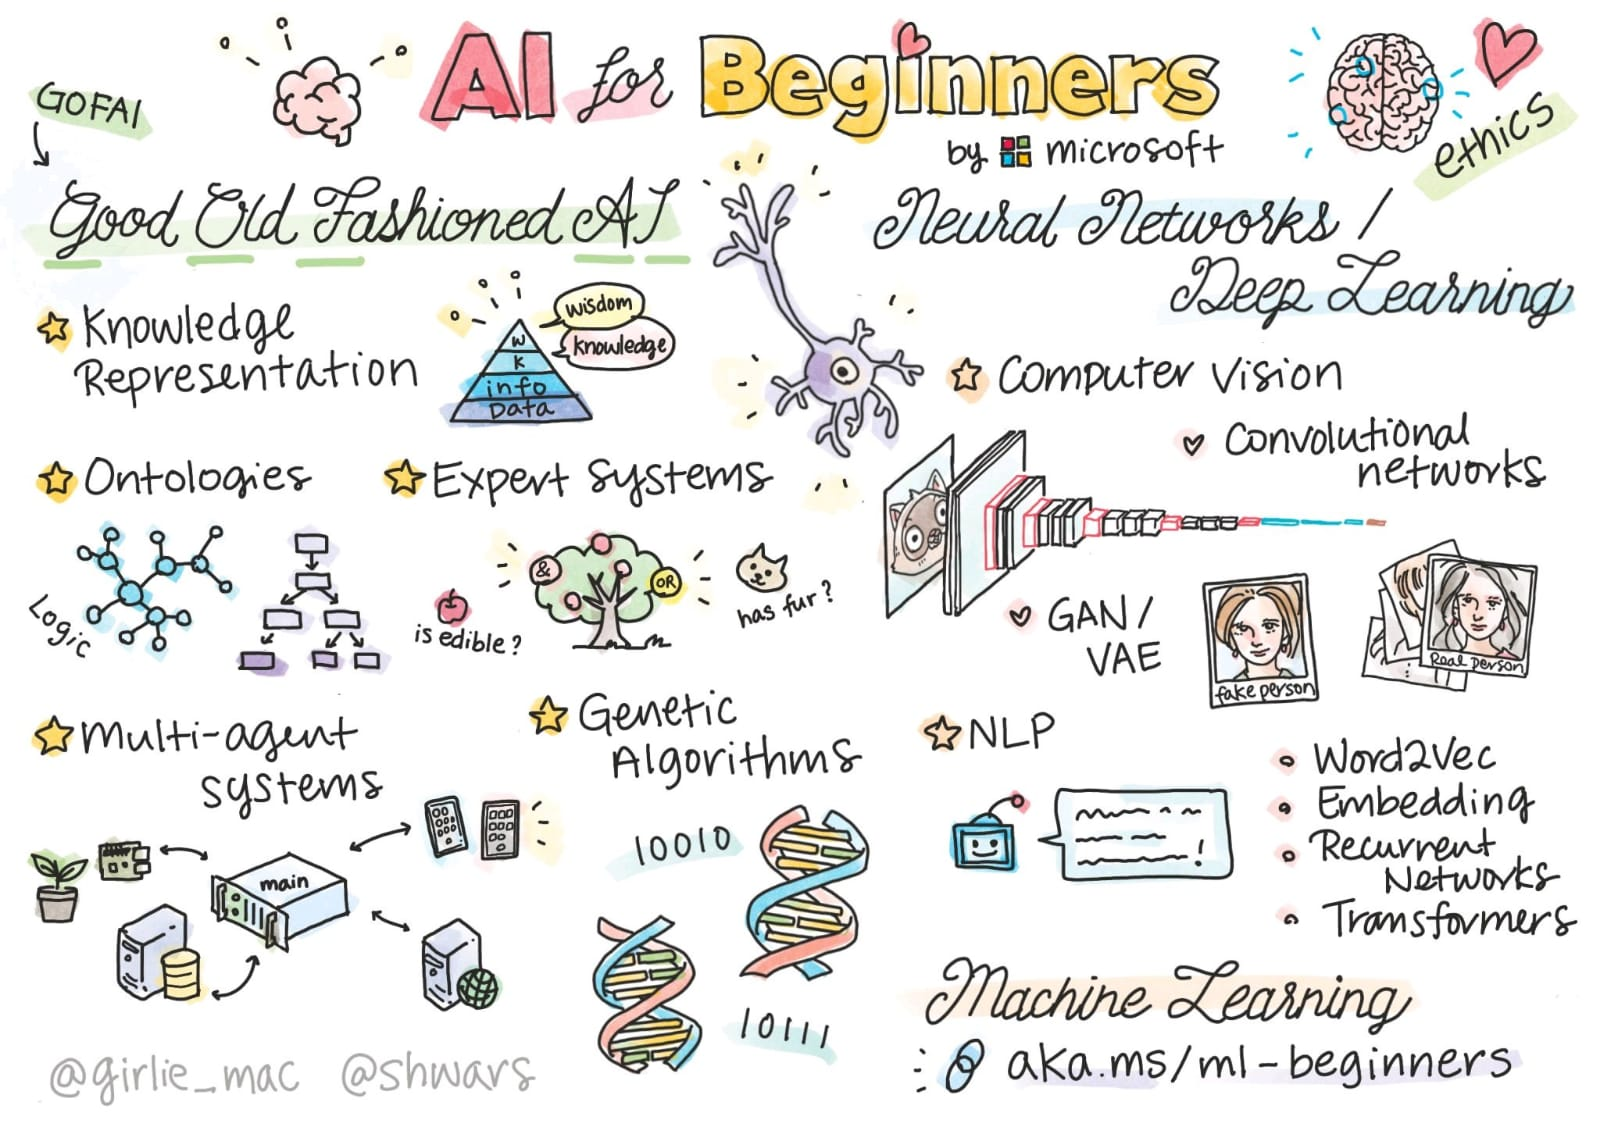 AI for Beginners
by microsoft
ethics
GOFAI
Good Old Fashioned AI
Knowledge
Representation
wisdom
knowledge
W
K
info
Data
Ontologies
Logic
Expert systems
&
OR
is edible?
has fur?
Multi-agent
systems
main
Genetic
Algorithms
10010
10111
Neural Networks /
Deep Learning
Computer Vision
Convolutional
networks
GAN /
VAE
fake person
Real person
NLP
!
Word2Vec
Embedding
Recurrent
Networks
Transformers
Machine Learning
aka.ms/ml-beginners
@girlie_mac @shwars